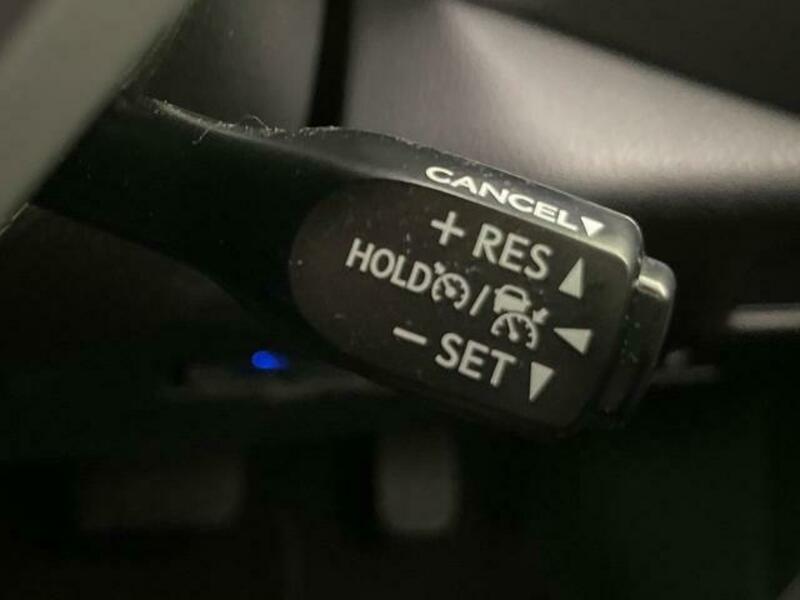 CANCEL
+ RES
HOLD /
- SET